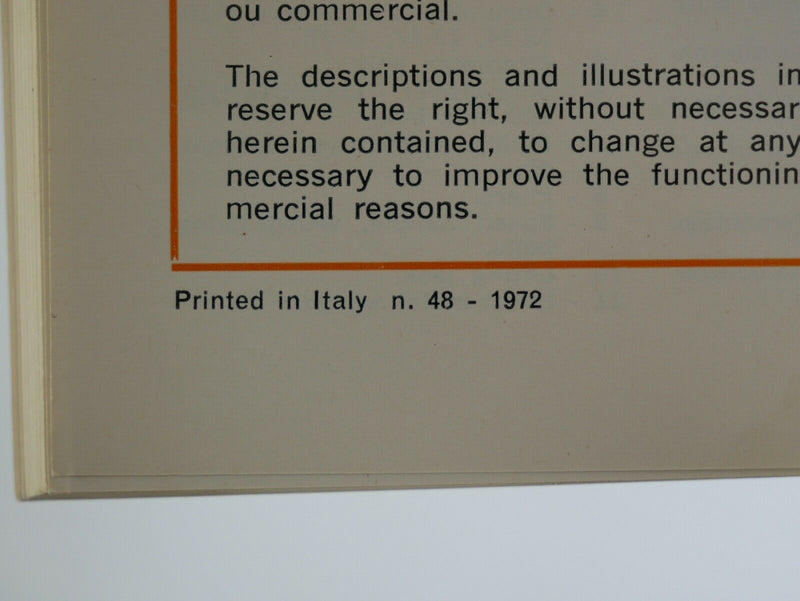 ou commercial.
The descriptions and illustrations in
reserve the right, without necessar
herein contained, to change at any
necessary to improve the functionin
mercial reasons.
Printed in Italy n. 48 - 1972